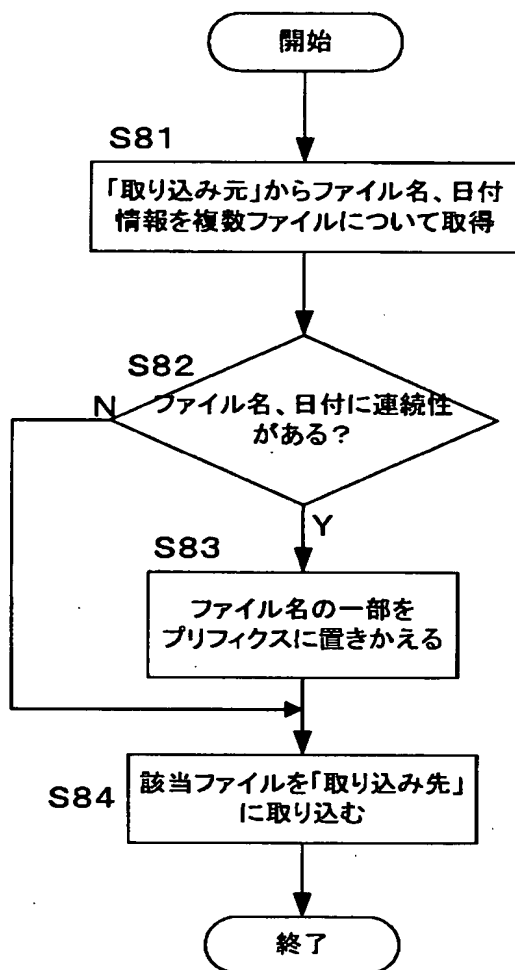 開始
S81
「取り込み元」からファイル名、日付
情報を複数ファイルについて取得
S82
N
ファイル名、日付に連続性
がある？
Y
S83
ファイル名の一部を
プリフィクスに置きかえる
S84
該当ファイルを「取り込み先」
に取り込む
終了